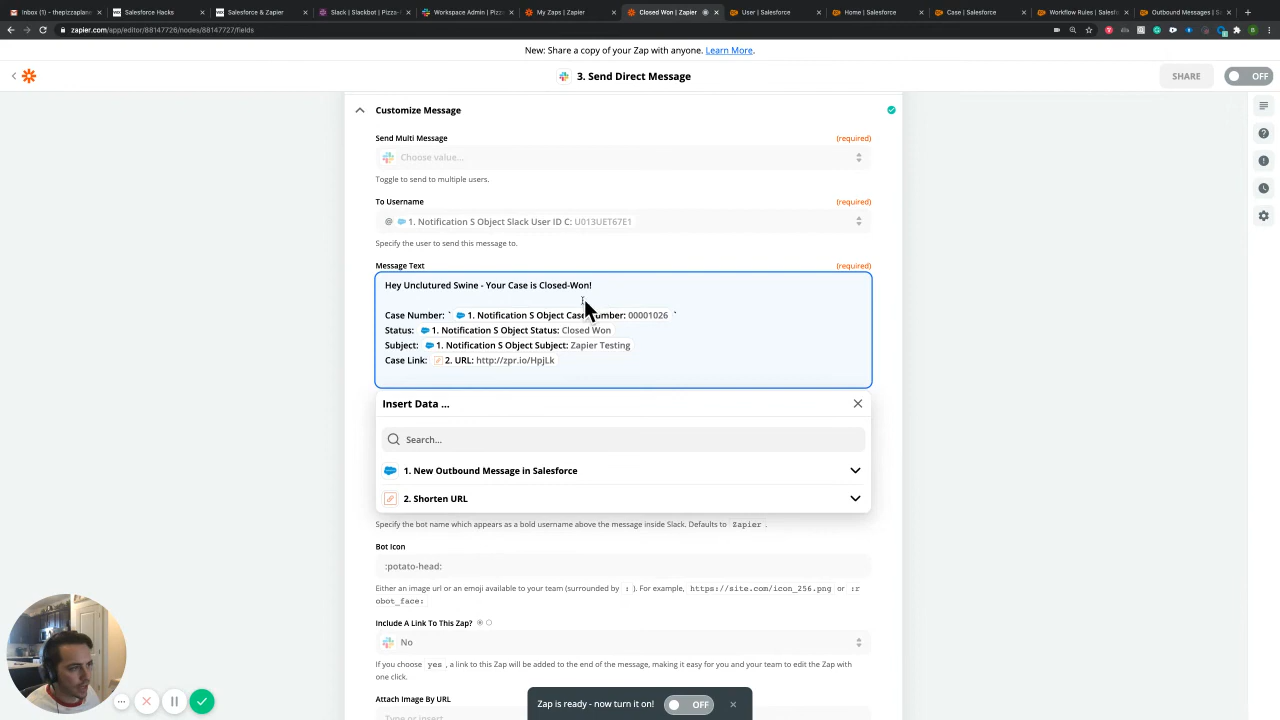 Inbox (1) - thepizzaplane
Salesforce Hacks
Salesforce & Zapier
Slack | Slackbot | Pizza-F
Workspace Admin | Pizza-
My Zaps | Zapier
Closed Won | Zapier
User | Salesforce
Home | Salesforce
Case | Salesforce
Workflow Rules | Salesfo
Outbound Messages | S
zapier.com/app/editor/88147726/nodes/88147727/fields
New: Share a copy of your Zap with anyone. Learn More.
3. Send Direct Message
SHARE
OFF
Customize Message
Send Multi Message
(required)
Choose value...
Toggle to send to multiple users.
To Username
(required)
@ 1. Notification S Object Slack User ID C: U013UET67E1
Specify the user to send this message to.
Message Text
(required)
Hey Unclutured Swine - Your Case is Closed-Won!
Case Number: ` 1. Notification S Object Case mber: 00001026 `
Status: 1. Notification S Object Status: Closed Won
Subject: 1. Notification S Object Subject: Zapier Testing
Case Link: 2. URL: http://zpr.io/HpjLk
Insert Data ...
Search...
1. New Outbound Message in Salesforce
2. Shorten URL
Specify the bot name which appears as a bold username above the message inside Slack. Defaults to Zapier .
Bot Icon
:potato-head:
Either an image url or an emoji available to your team (surrounded by : ). For example, https://site.com/icon_256.png or :r
obot_face:
Include A Link To This Zap?
No
If you choose yes , a link to this Zap will be added to the end of the message, making it easy for you and your team to edit the Zap with
one click.
Attach Image By URL
Type or insert
Zap is ready - now turn it on!
OFF